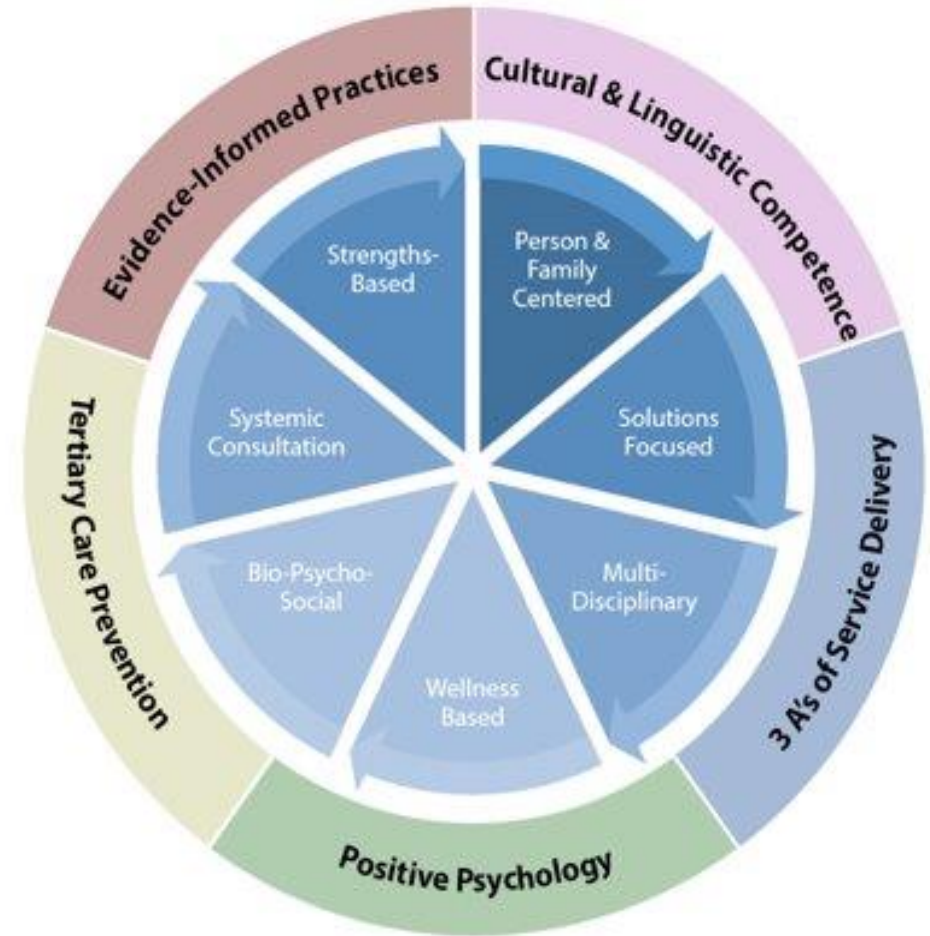 Evidence-Informed Practices
Cultural & Linguistic Competence
3 A's of Service Delivery
Positive Psychology
Tertiary Care Prevention
Strengths-
Based
Person &
Family
Centered
Solutions
Focused
Multi-
Disciplinary
Wellness
Based
Bio-Psycho-
Social
Systemic
Consultation